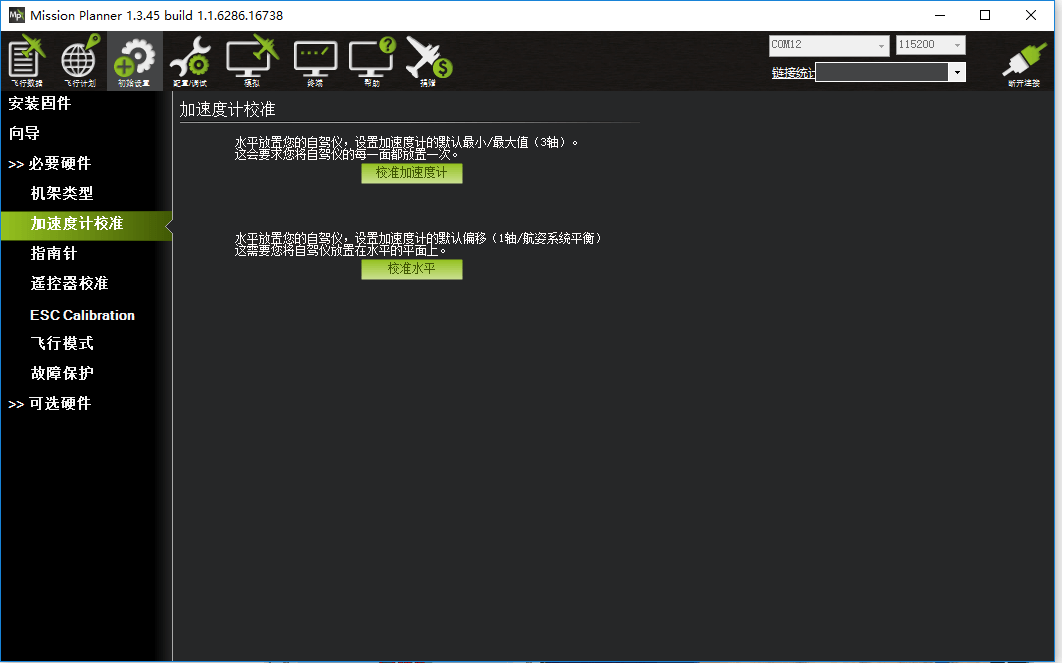 Mission Planner 1.3.45 build 1.1.6286.16738
飞行数据
飞行计划
初始设置
配置/调试
模拟
终端
帮助
捐赠
COM12
115200
链接统计
断开连接
安装固件
向导
>> 必要硬件
机架类型
加速度计校准
指南针
遥控器校准
ESC Calibration
飞行模式
故障保护
>> 可选硬件
加速度计校准
水平放置您的自驾仪，设置加速度计的默认最小/最大值（3轴）。
这会要求您将自驾仪的每一面都放置一次。
校准加速度计
水平放置您的自驾仪，设置加速度计的默认偏移（1轴/航姿系统平衡）
这需要您将自驾仪放置在水平的平面上。
校准水平